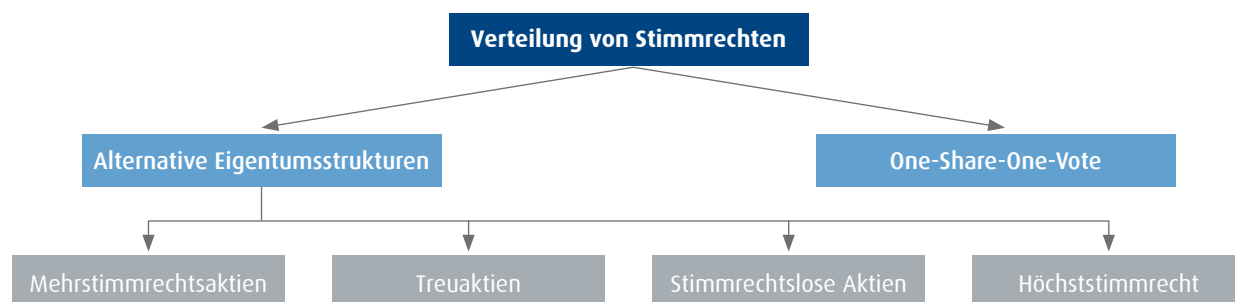 Verteilung von Stimmrechten
Alternative Eigentumsstrukturen
One-Share-One-Vote
Mehrstimmrechtsaktien
Treuaktien
Stimmrechtslose Aktien
Höchststimmrecht